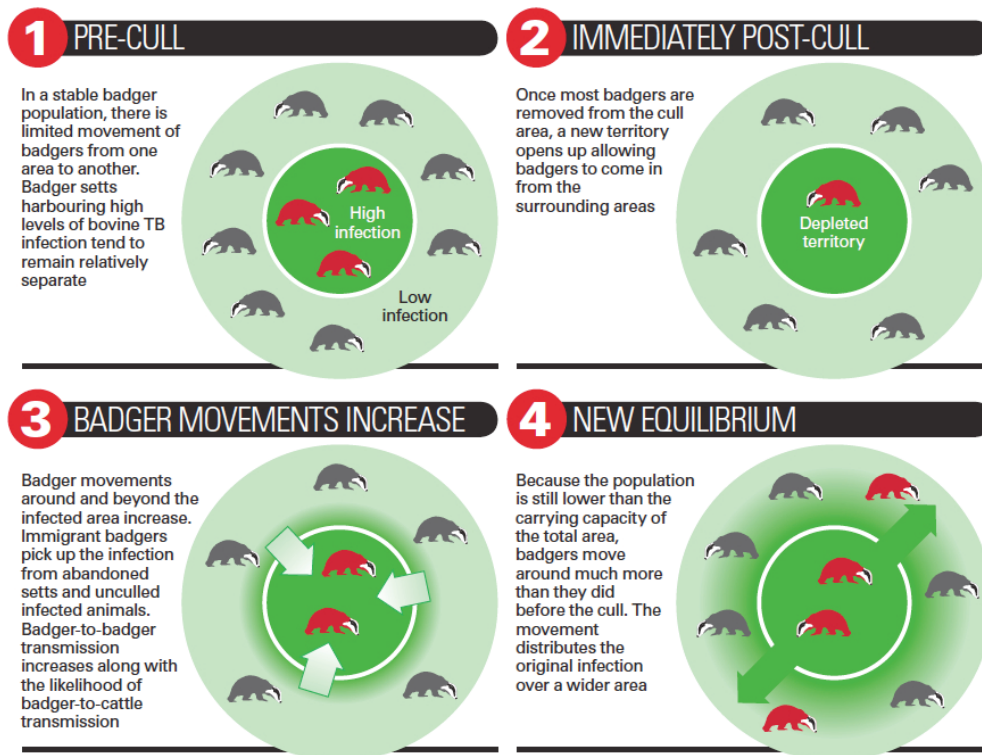 1 PRE-CULL
In a stable badger
population, there is
limited movement of
badgers from one
area to another.
Badger setts
harbouring high
levels of bovine TB
infection tend to
remain relatively
separate
High
infection
Low
infection
2 IMMEDIATELY POST-CULL
Once most badgers are
removed from the cull
area, a new territory
opens up allowing
badgers to come in
from the
surrounding areas
Depleted
territory
3 BADGER MOVEMENTS INCREASE
Badger movements
around and beyond the
infected area increase.
Immigrant badgers
pick up the infection
from abandoned
setts and unculled
infected animals.
Badger-to-badger
transmission
increases along with
the likelihood of
badger-to-cattle
transmission
4 NEW EQUILIBRIUM
Because the population
is still lower than the
carrying capacity of
the total area,
badgers move
around much more
than they did
before the cull. The
movement
distributes the
original infection
over a wider area